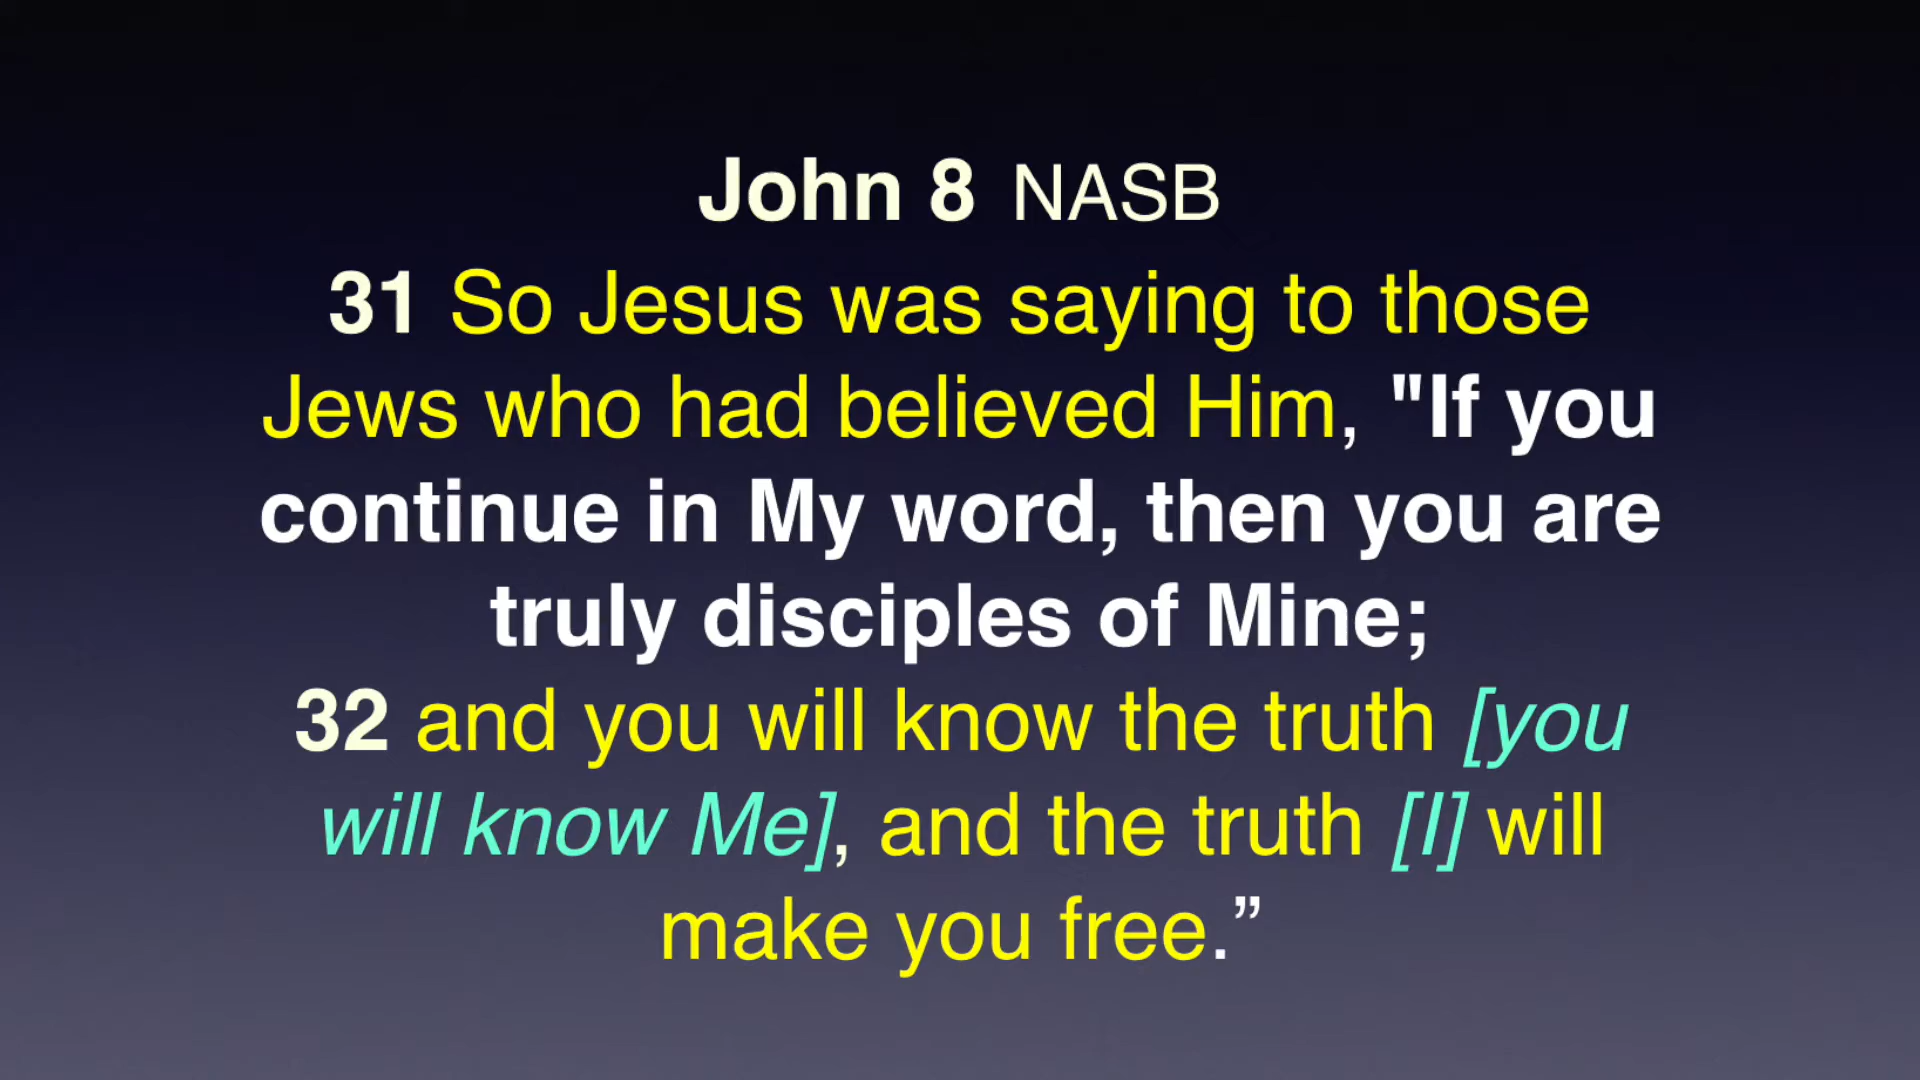 John 8 NASB
31 So Jesus was saying to those
Jews who had believed Him, "If you
continue in My word, then you are
truly disciples of Mine;
32 and you will know the truth [you
will know Me], and the truth [I] will
make you free.”